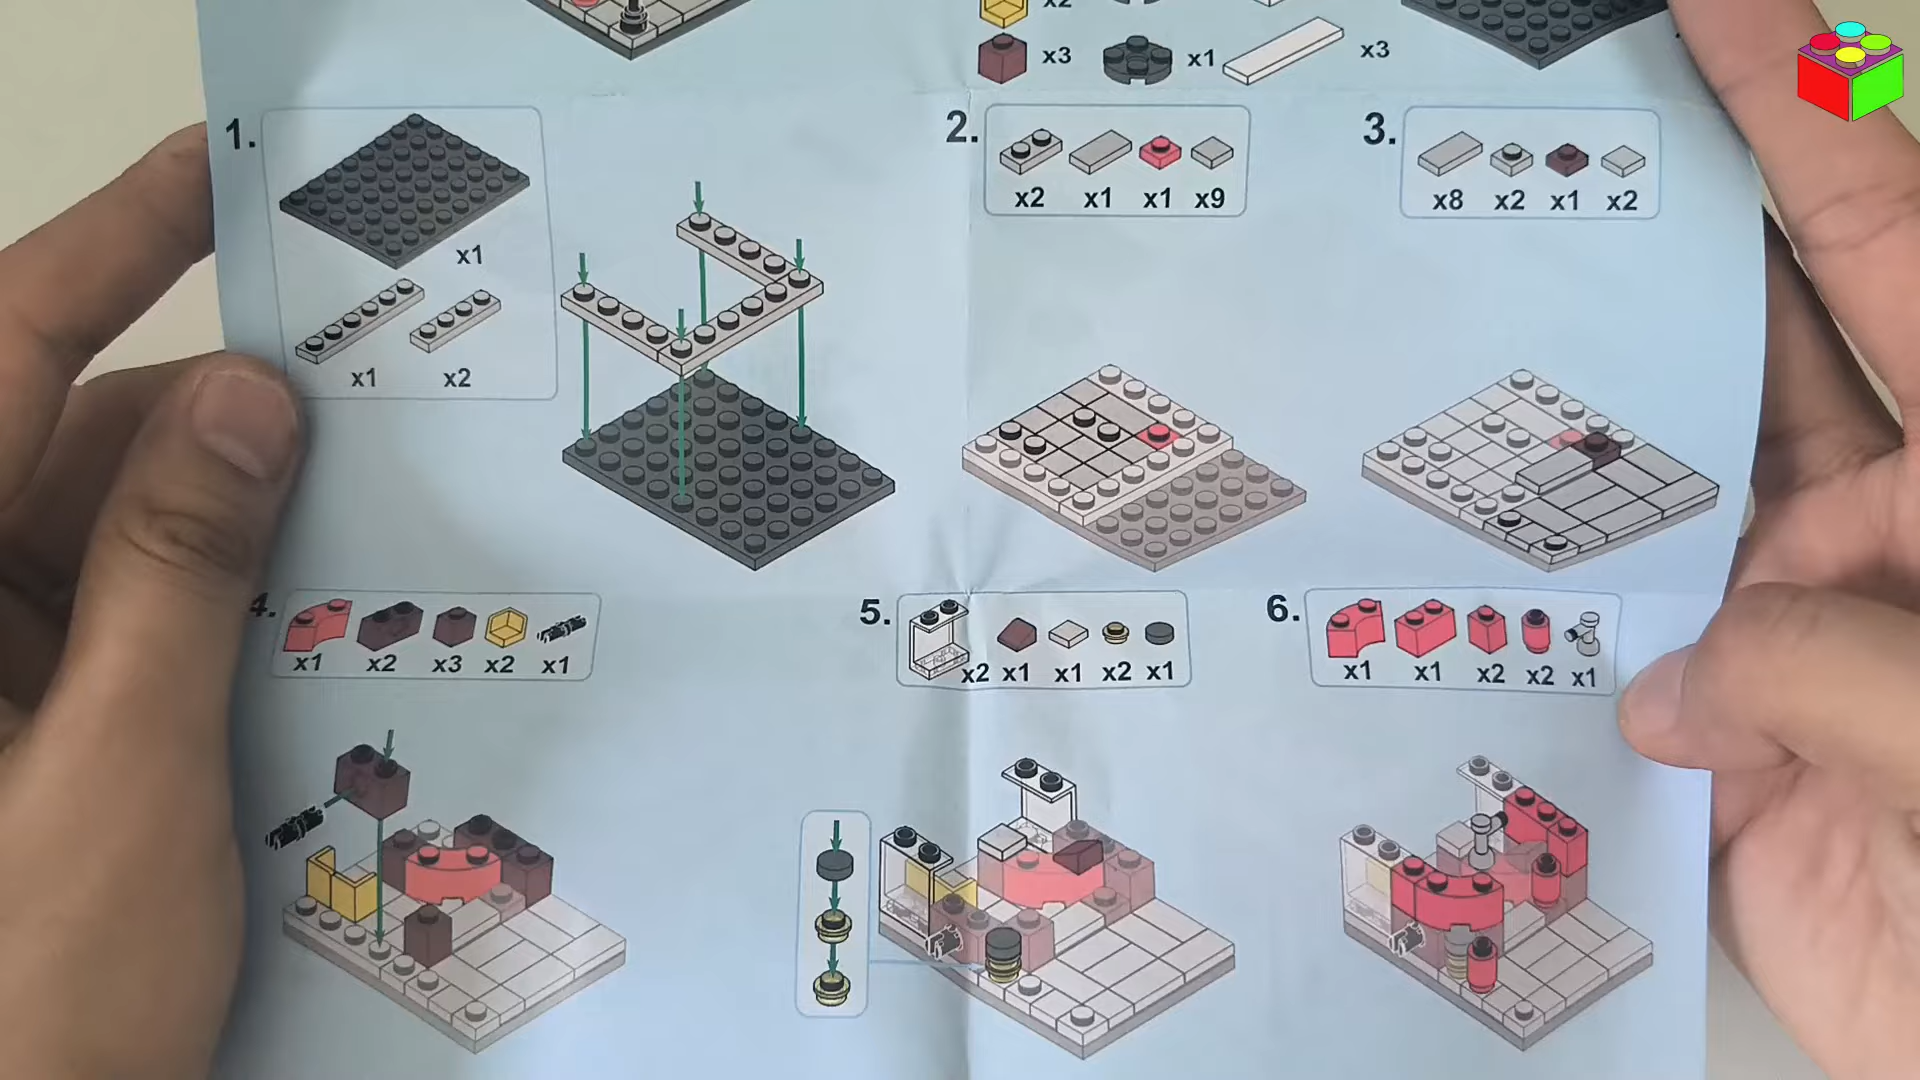 x2
x3 x1 x3
1.
x1
x1 x2
2.
x2 x1 x1 x9
3.
x8 x2 x1 x2
4.
x1 x2 x3 x2 x1
5.
x2 x1 x1 x2 x1
6.
x1 x1 x2 x2 x1